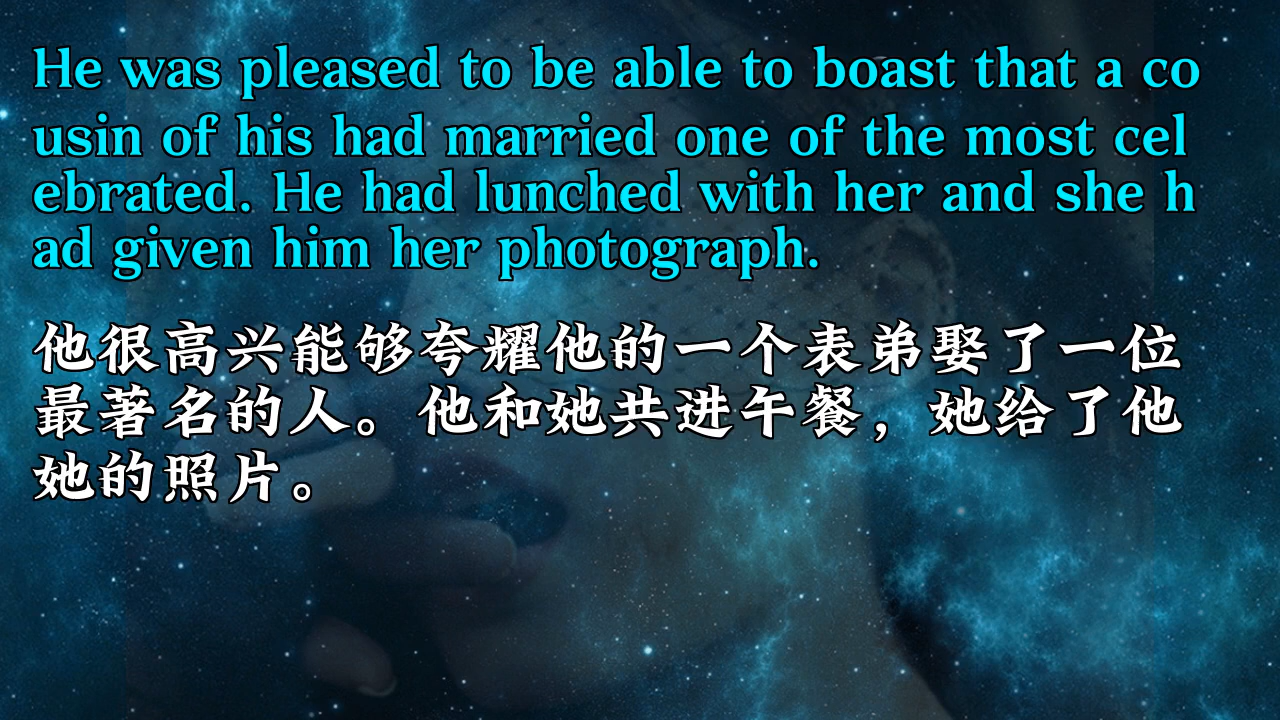 He was pleased to be able to boast that a co
usin of his had married one of the most cel
ebrated. He had lunched with her and she h
ad given him her photograph.
他很高兴能够夸耀他的一个表弟娶了一位
最著名的人。他和她共进午餐，她给了他
她的照片。